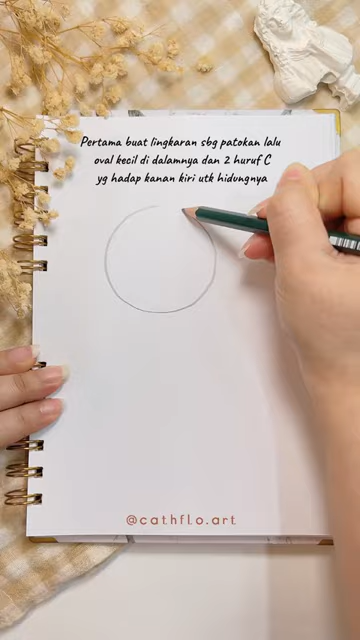 Pertama buat lingkaran sbg patokan lalu
oval kecil di dalamnya dan 2 huruf C
yg hadap kanan kiri utk hidungnya
@cathflo.art